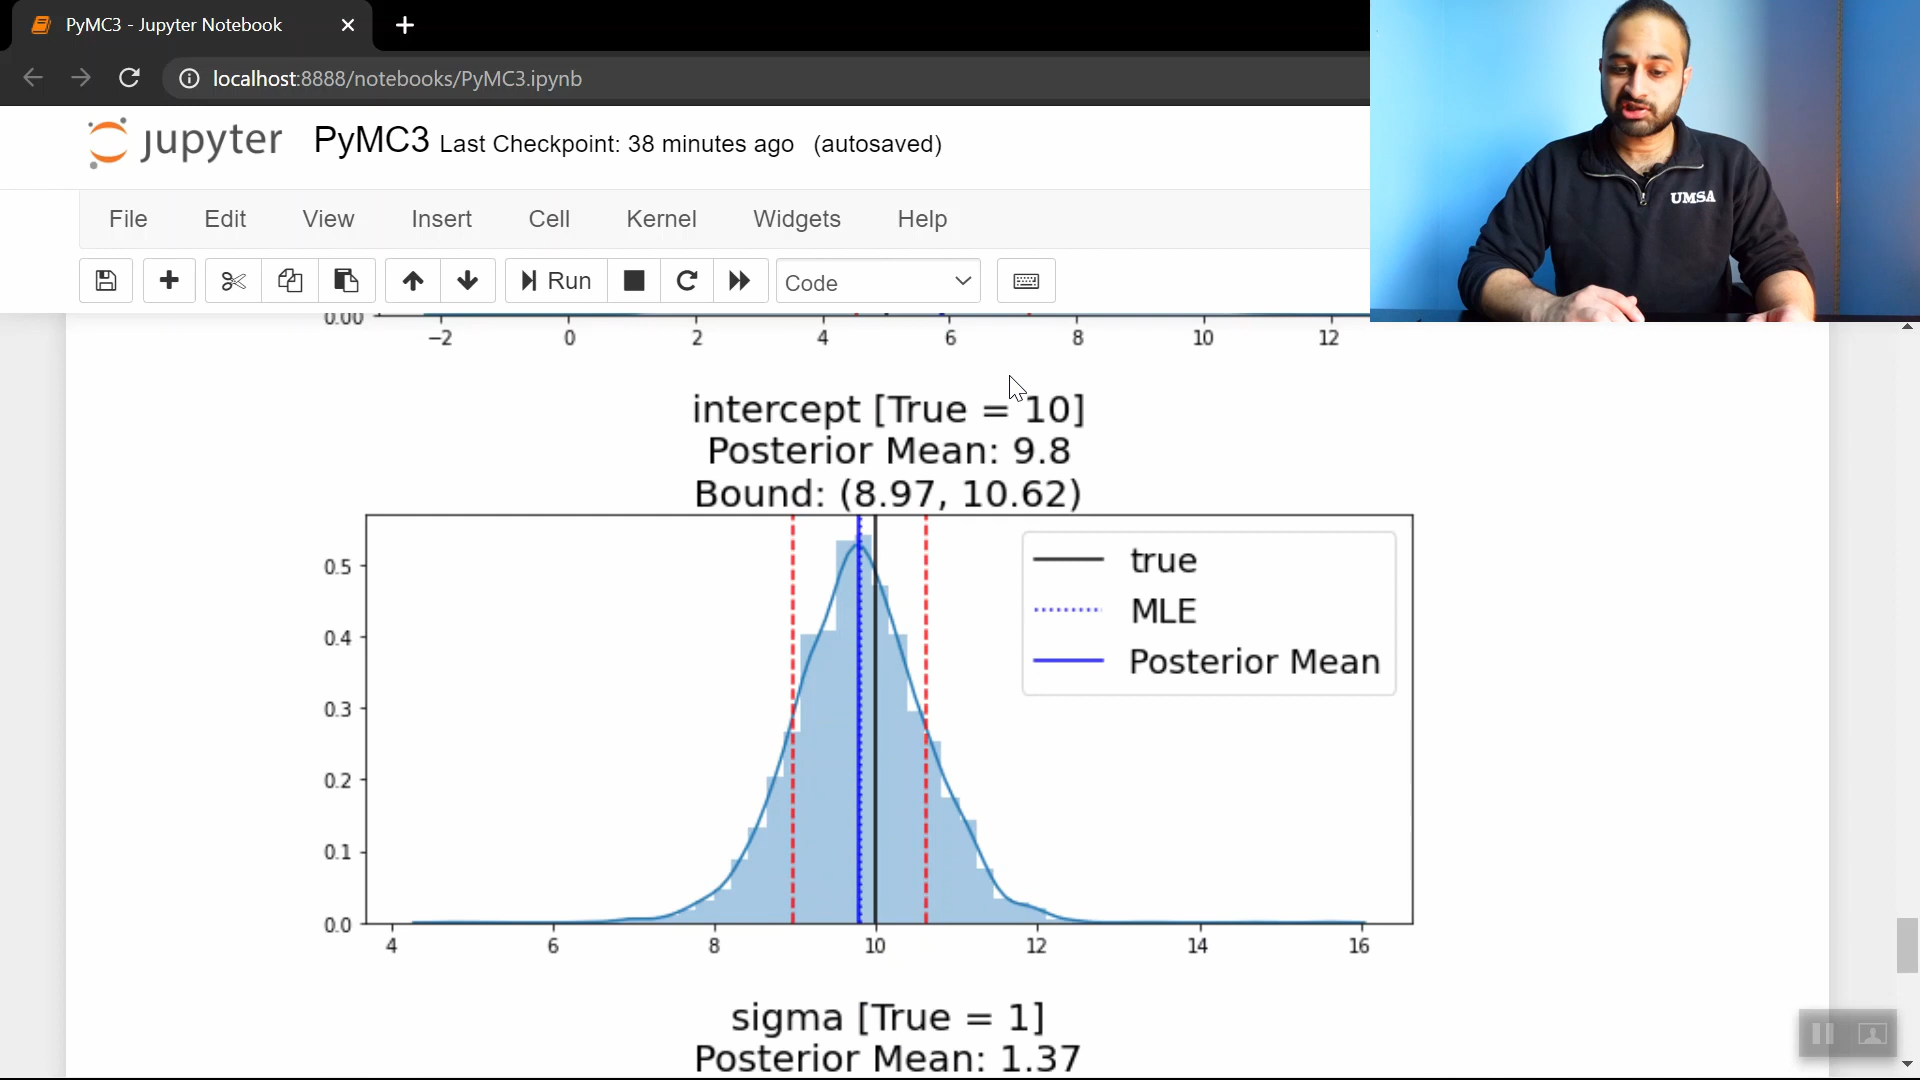 PyMC3 - Jupyter Notebook
localhost:8888/notebooks/PyMC3.ipynb
jupyter PyMC3 Last Checkpoint: 38 minutes ago (autosaved)
UMSA
File Edit View Insert Cell Kernel Widgets Help
Run Code
0.00
−2 0 2 4 6 8 10 12
intercept [True = 10]
Posterior Mean: 9.8
Bound: (8.97, 10.62)
0.5
0.4
0.3
0.2
0.1
0.0
true
MLE
Posterior Mean
4 6 8 10 12 14 16
sigma [True = 1]
Posterior Mean: 1.37